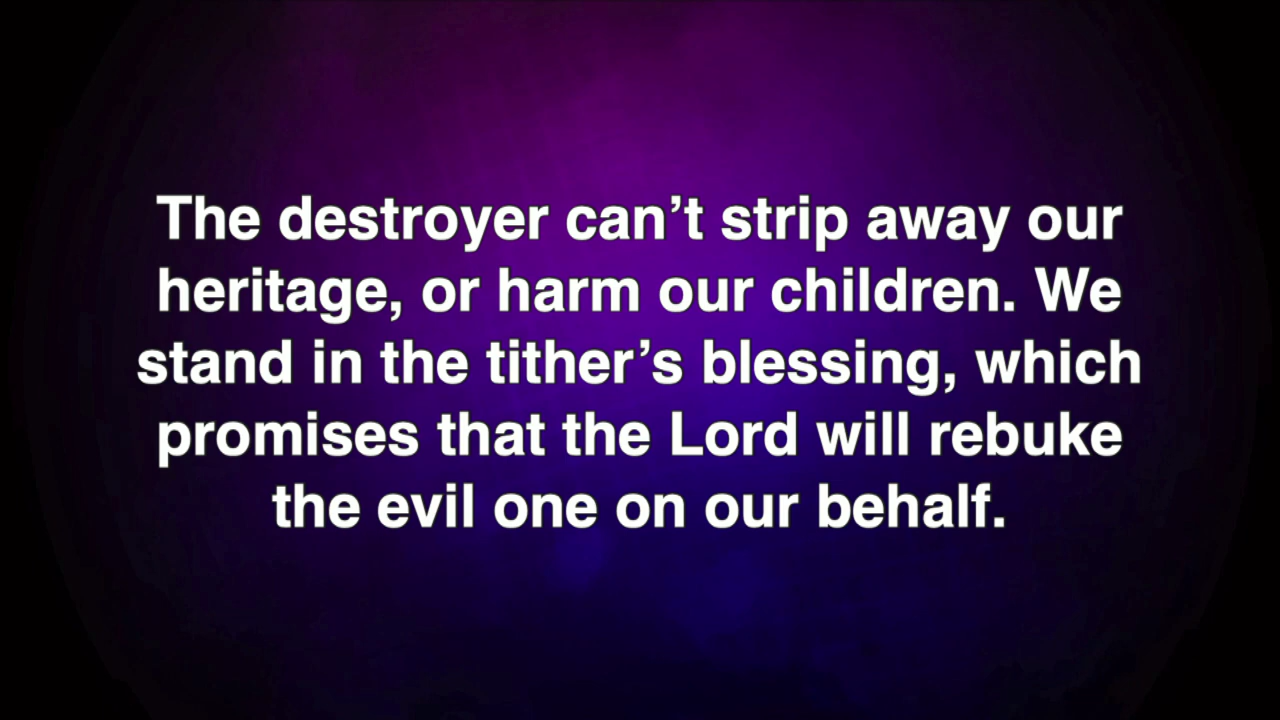 The destroyer can’t strip away our
heritage, or harm our children. We
stand in the tither’s blessing, which
promises that the Lord will rebuke
the evil one on our behalf.